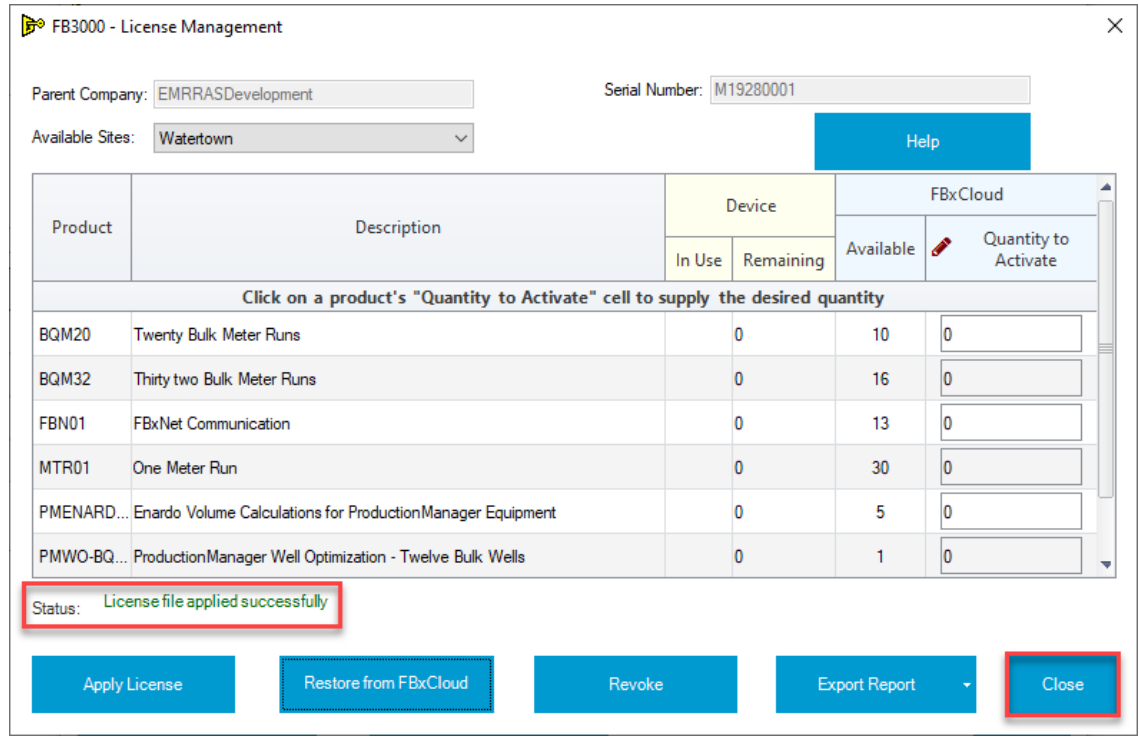 FB3000 - License Management
Parent Company: EMRRASDevelopment Serial Number: M19280001
Available Sites: Watertown
Help
Product Description Device FBxCloud
In Use Remaining Available Quantity to
Activate
Click on a product's "Quantity to Activate" cell to supply the desired quantity
BQM20 Twenty Bulk Meter Runs 0 10 0
BQM32 Thirty two Bulk Meter Runs 0 16 0
FBN01 FBxNet Communication 0 13 0
MTR01 One Meter Run 0 30 0
PMENARD... Enardo Volume Calculations for ProductionManager Equipment 0 5 0
PMWO-BQ... ProductionManager Well Optimization - Twelve Bulk Wells 0 1 0
Status: License file applied successfully
Apply License Restore from FBxCloud Revoke Export Report Close